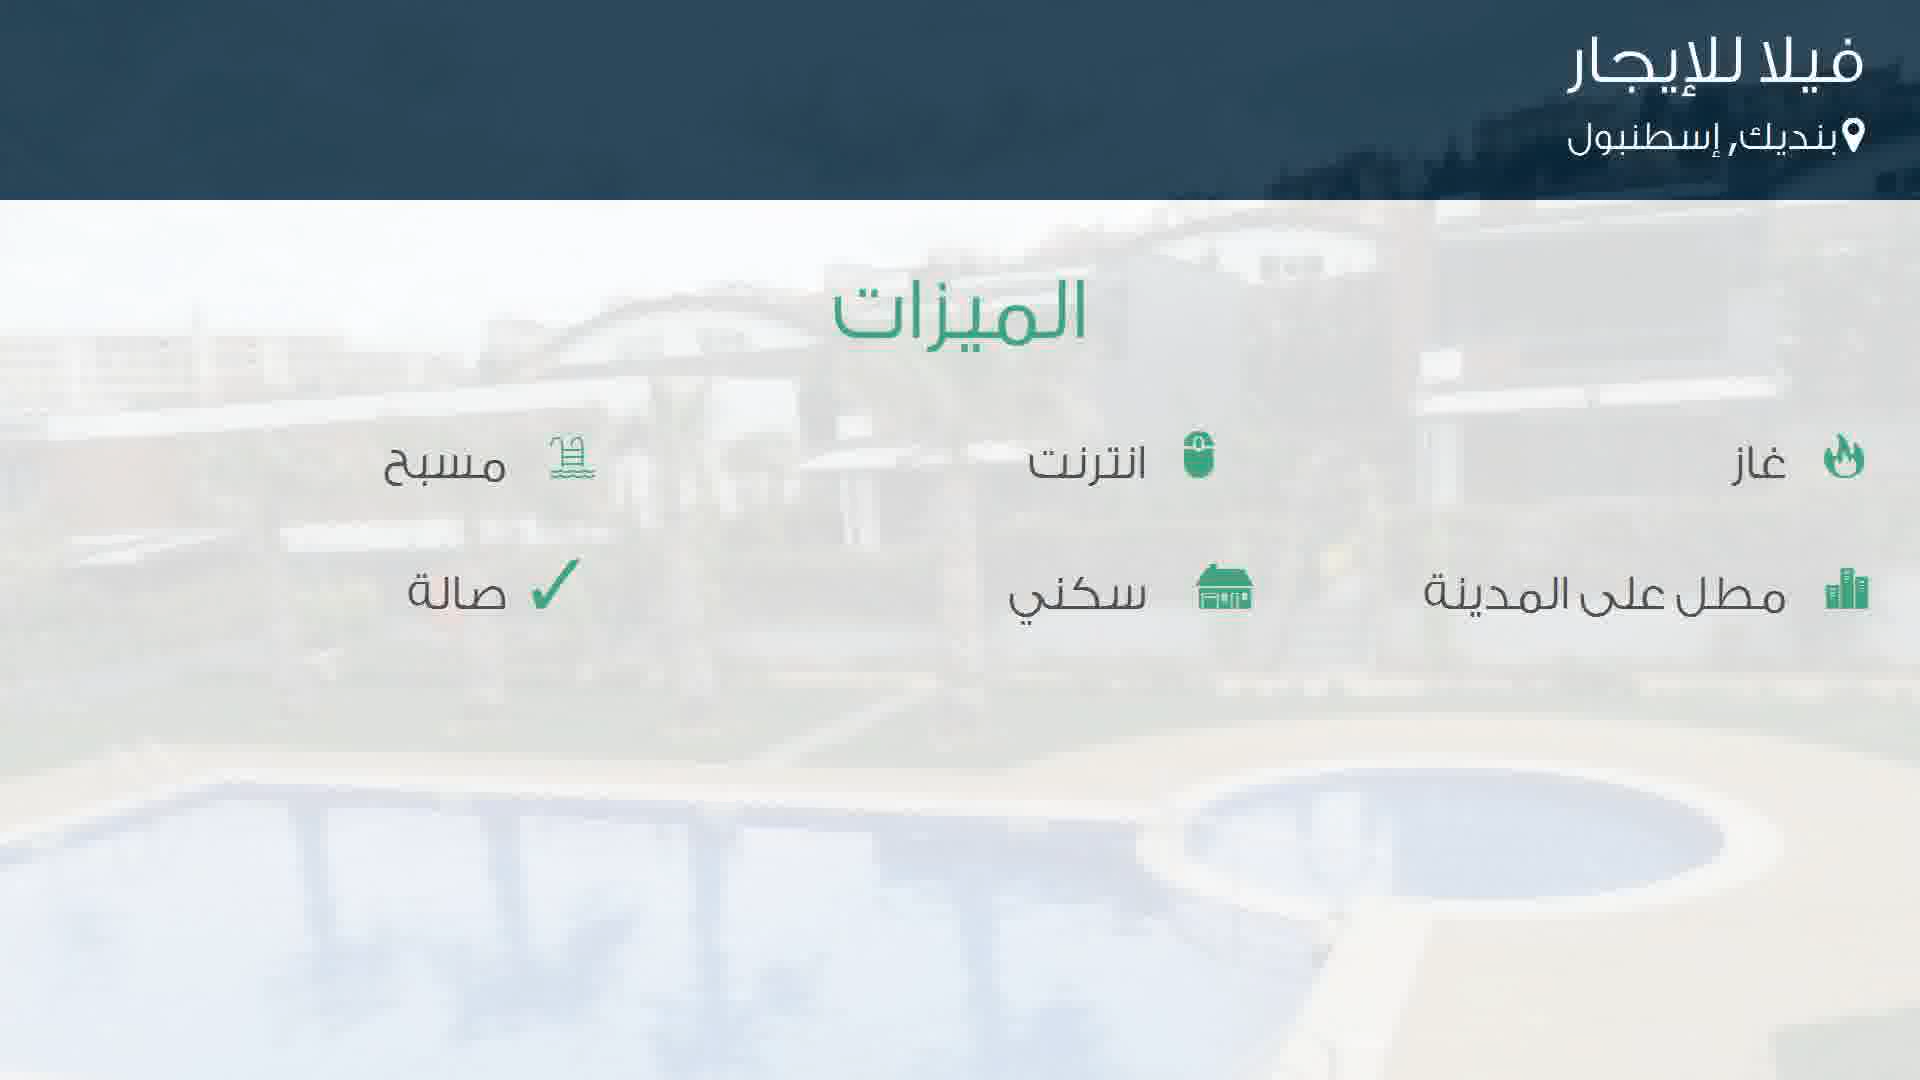 فيلا للإيجار
بنديك, إسطنبول
الميزات
غاز
انترنت
مسبح
مطل على المدينة
سكني
صالة